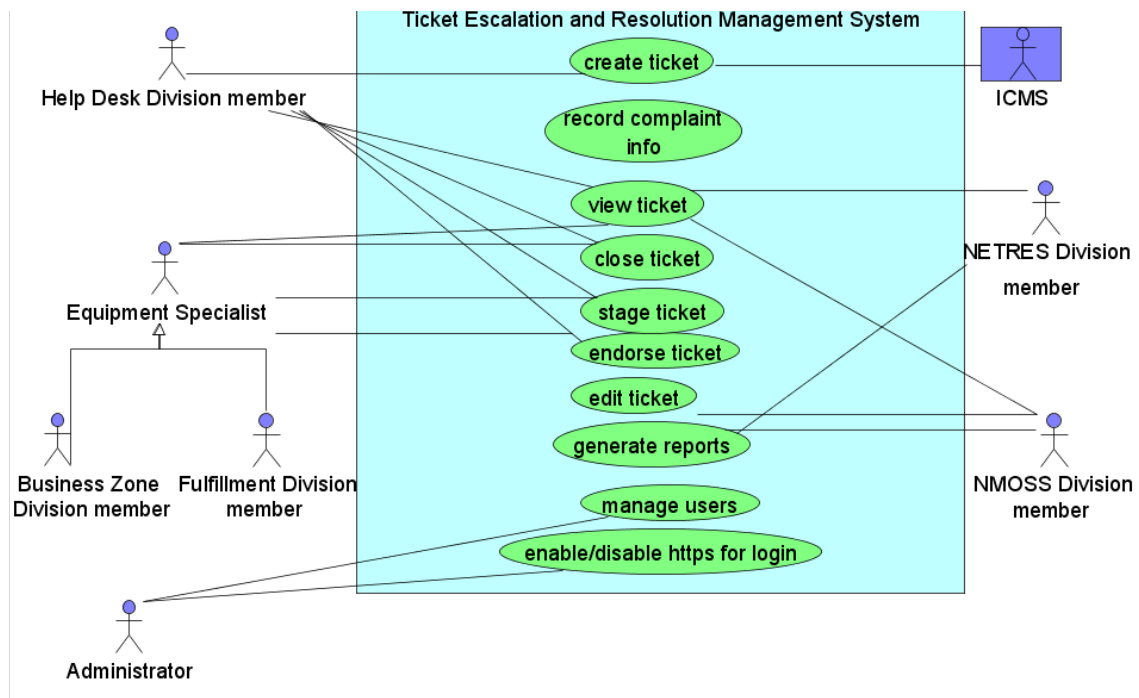 Ticket Escalation and Resolution Management System
create ticket
Help Desk Division member
ICMS
record complaint
info
view ticket
NETRES Division
member
close ticket
Equipment Specialist
stage ticket
endorse ticket
edit ticket
generate reports
Business Zone
Division member
Fulfillment Division
member
NMOSS Division
member
manage users
enable/disable https for login
Administrator